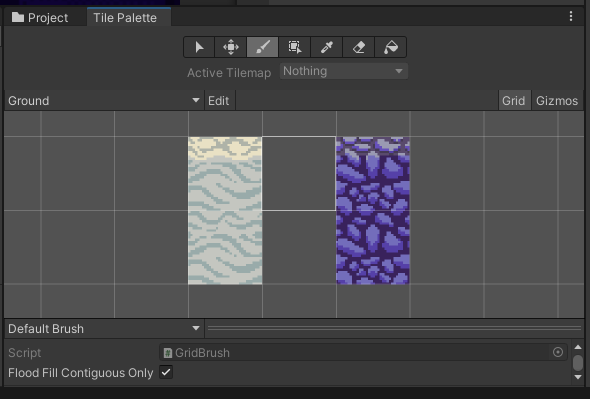 Project Tile Palette
Active Tilemap Nothing
Ground Edit Grid Gizmos
Default Brush
Script GridBrush
Flood Fill Contiguous Only